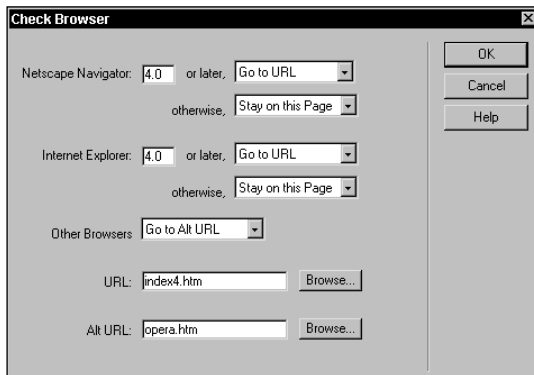 Check Browser
Netscape Navigator: 4.0 or later, Go to URL
otherwise, Stay on this Page
Internet Explorer: 4.0 or later, Go to URL
otherwise, Stay on this Page
Other Browsers Go to Alt URL
URL: index4.htm Browse...
Alt URL: opera.htm Browse...
OK
Cancel
Help